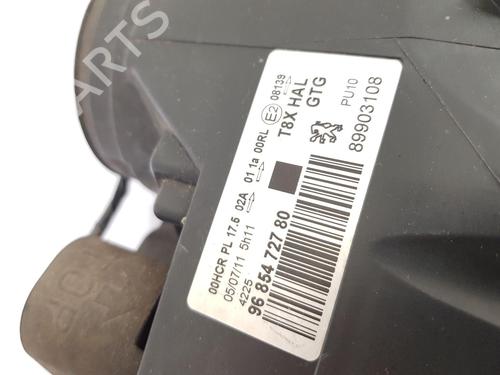 00HCR PL 17.5 02A 01 1a 00RL E2 08139
05/07/11 5h11
T8X HAL
4225
GTG
96 854 727 80
PU10
89903108